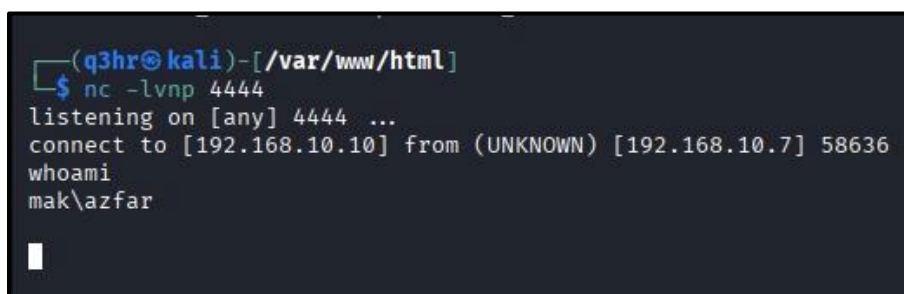 ┌──(q3hr㉿kali)-[/var/www/html]
└─$ nc -lvnp 4444
listening on [any] 4444 ...
connect to [192.168.10.10] from (UNKNOWN) [192.168.10.7] 58636
whoami
mak\azfar